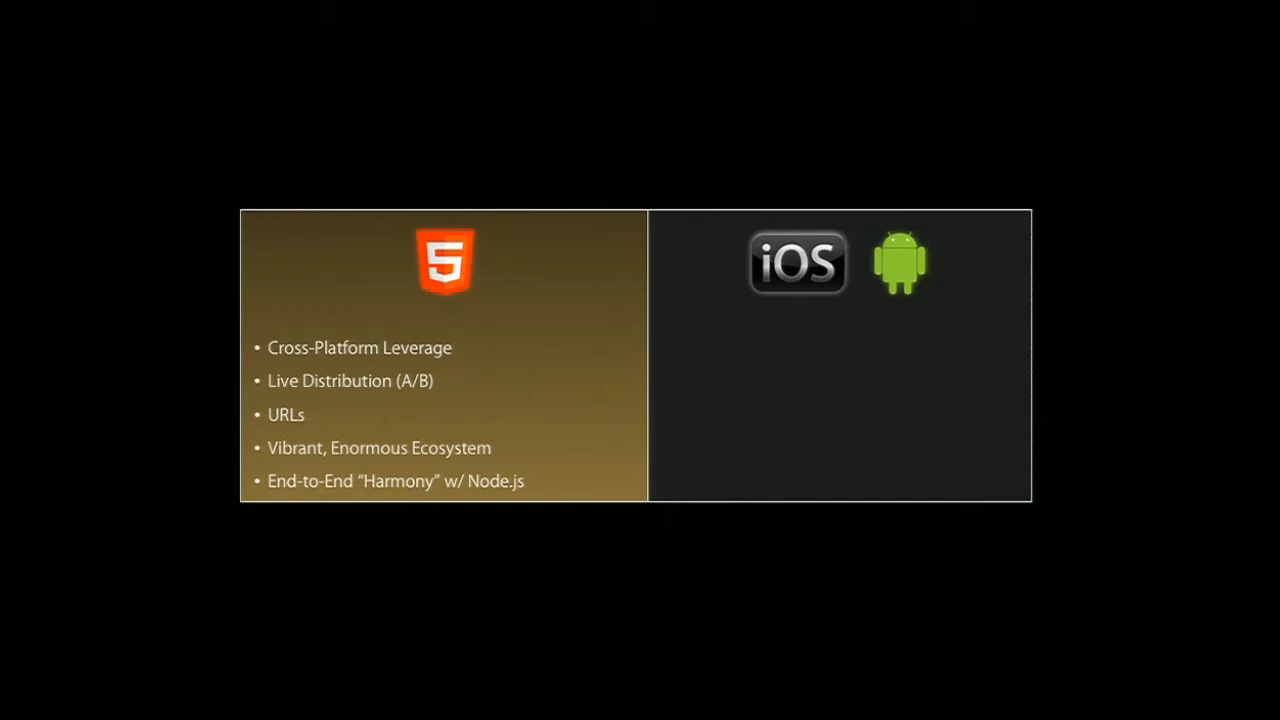 5
iOS
• Cross-Platform Leverage
• Live Distribution (A/B)
• URLs
• Vibrant, Enormous Ecosystem
• End-to-End “Harmony” w/ Node.js